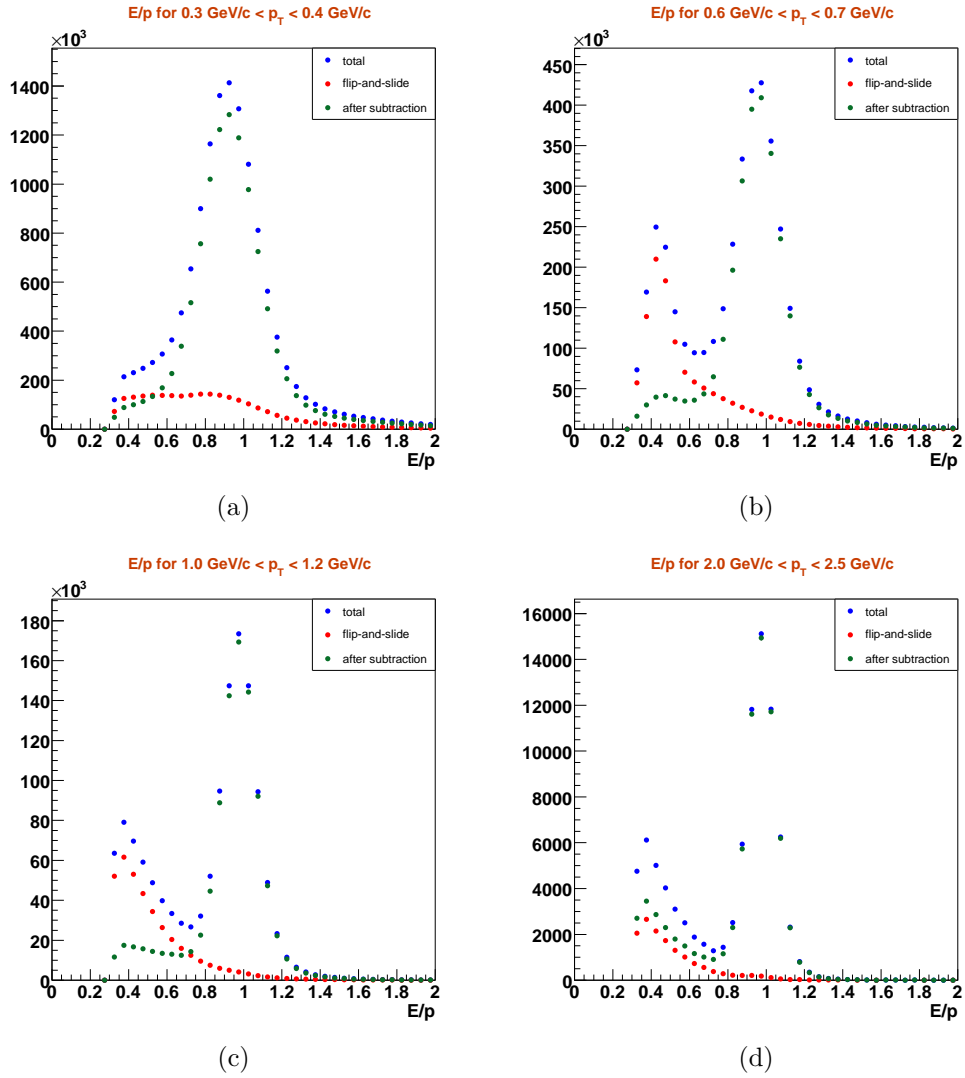 E/p for 0.3 GeV/c < p_T < 0.4 GeV/c
×10³
total
flip-and-slide
after subtraction
1400
1200
1000
800
600
400
200
0
0 0.2 0.4 0.6 0.8 1 1.2 1.4 1.6 1.8 2
E/p
(a)
E/p for 0.6 GeV/c < p_T < 0.7 GeV/c
×10³
total
flip-and-slide
after subtraction
450
400
350
300
250
200
150
100
50
0
0 0.2 0.4 0.6 0.8 1 1.2 1.4 1.6 1.8 2
E/p
(b)
E/p for 1.0 GeV/c < p_T < 1.2 GeV/c
×10³
total
flip-and-slide
after subtraction
180
160
140
120
100
80
60
40
20
0
0 0.2 0.4 0.6 0.8 1 1.2 1.4 1.6 1.8 2
E/p
(c)
E/p for 2.0 GeV/c < p_T < 2.5 GeV/c
total
flip-and-slide
after subtraction
16000
14000
12000
10000
8000
6000
4000
2000
0
0 0.2 0.4 0.6 0.8 1 1.2 1.4 1.6 1.8 2
E/p
(d)